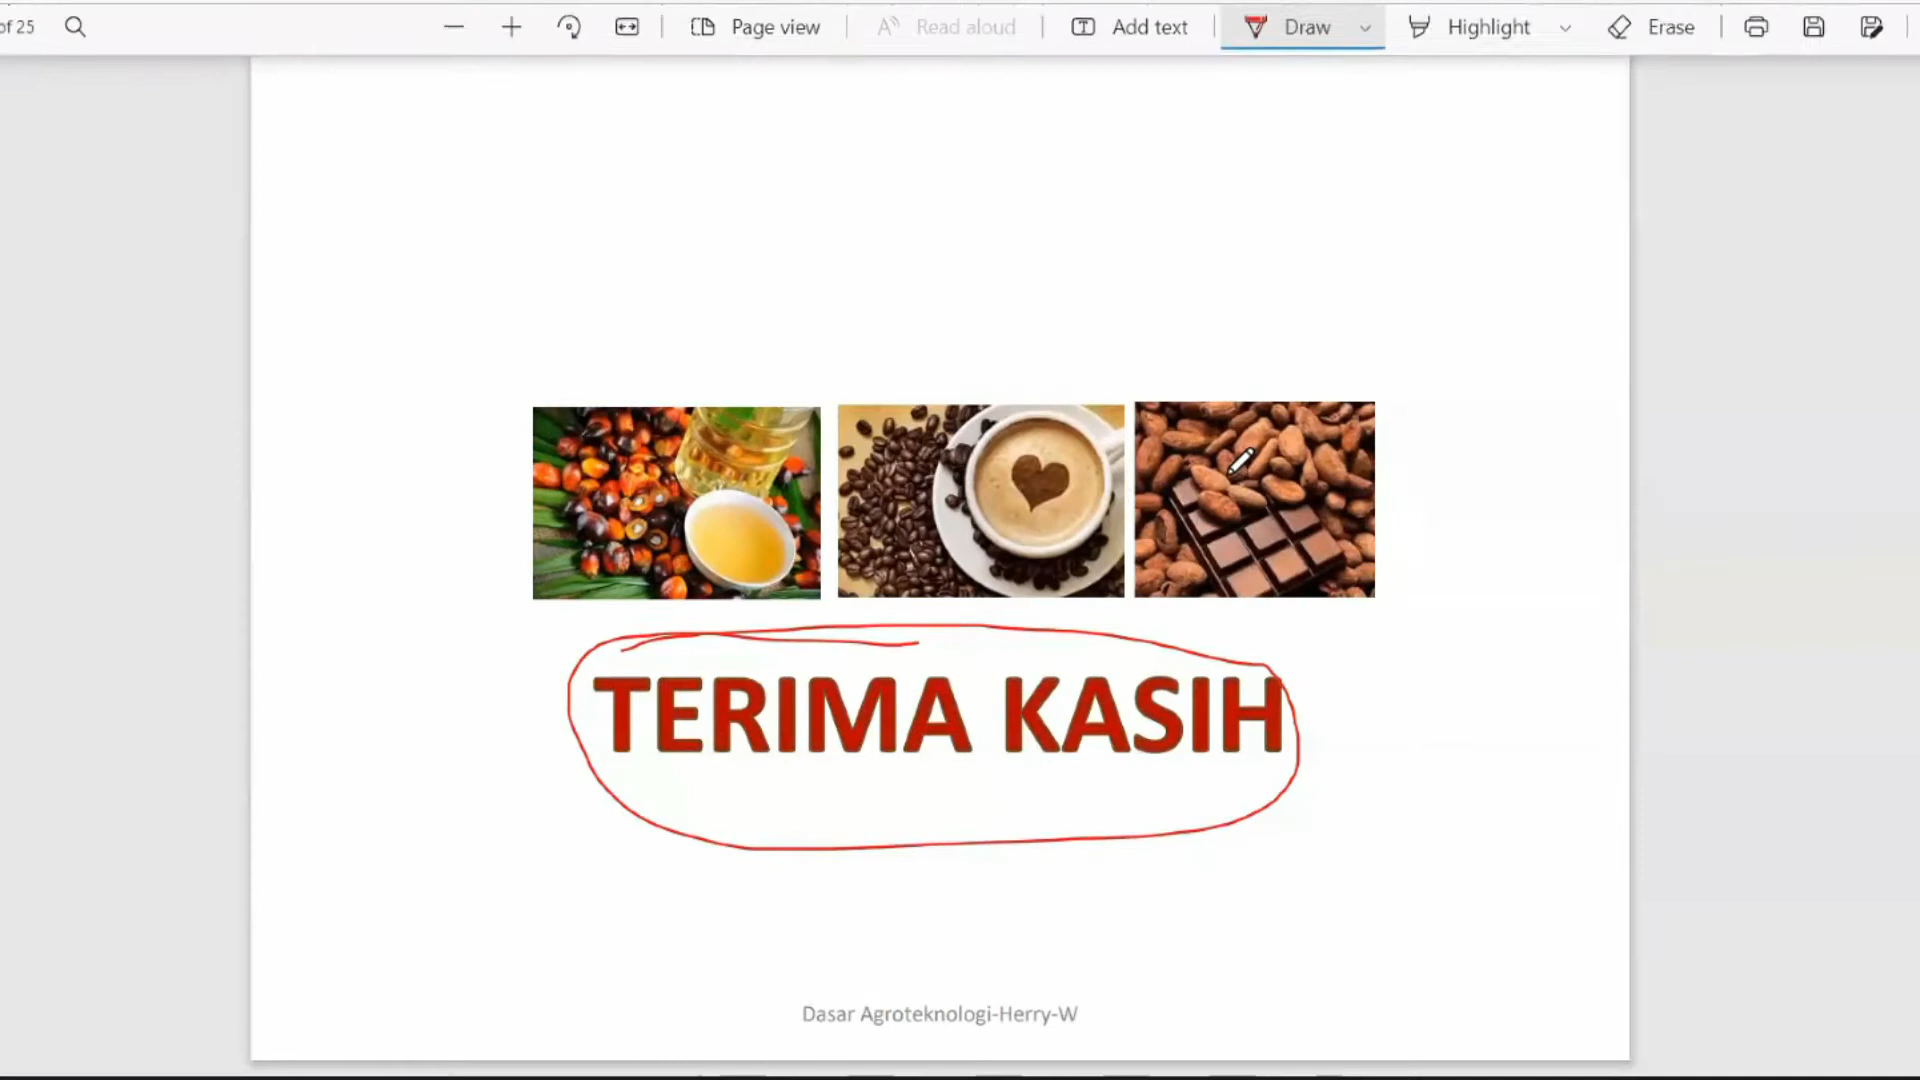 of 25
Page view
Read aloud
Add text
Draw
Highlight
Erase
TERIMA KASIH
Dasar Agroteknologi-Herry-W